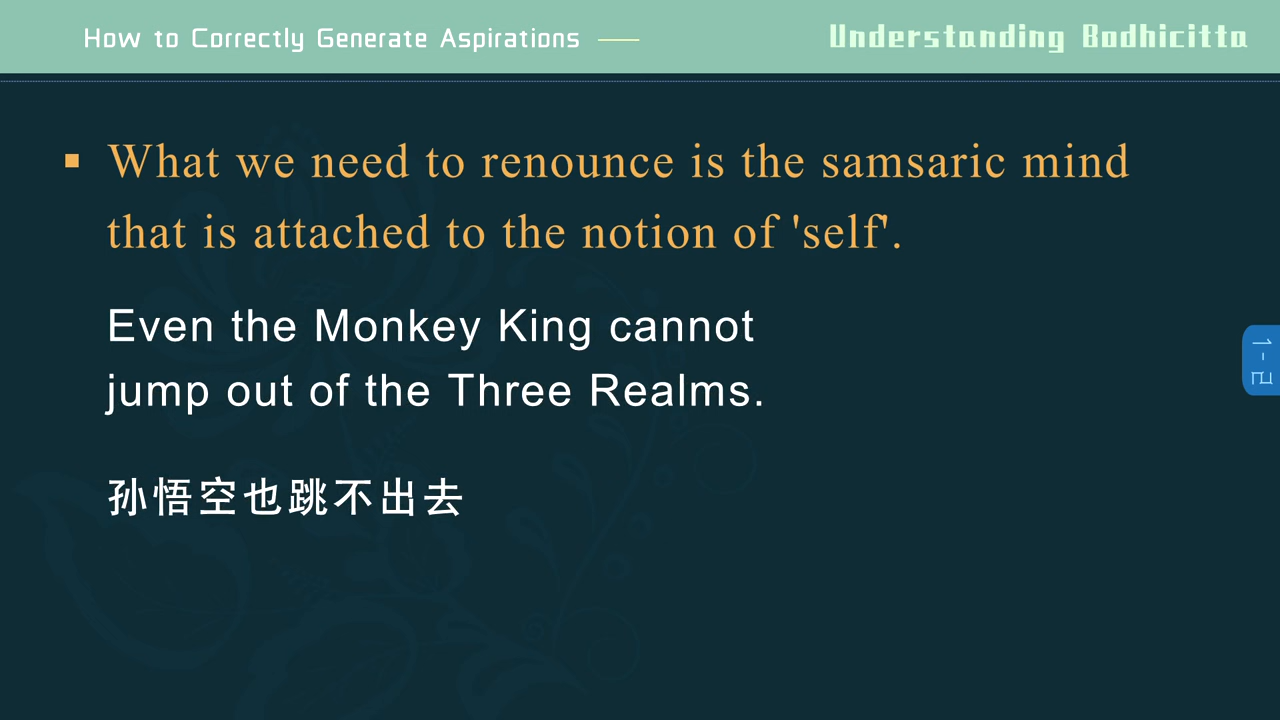 How to Correctly Generate Aspirations
Understanding Bodhicitta
What we need to renounce is the samsaric mind
that is attached to the notion of 'self'.
Even the Monkey King cannot
jump out of the Three Realms.
孙悟空也跳不出去